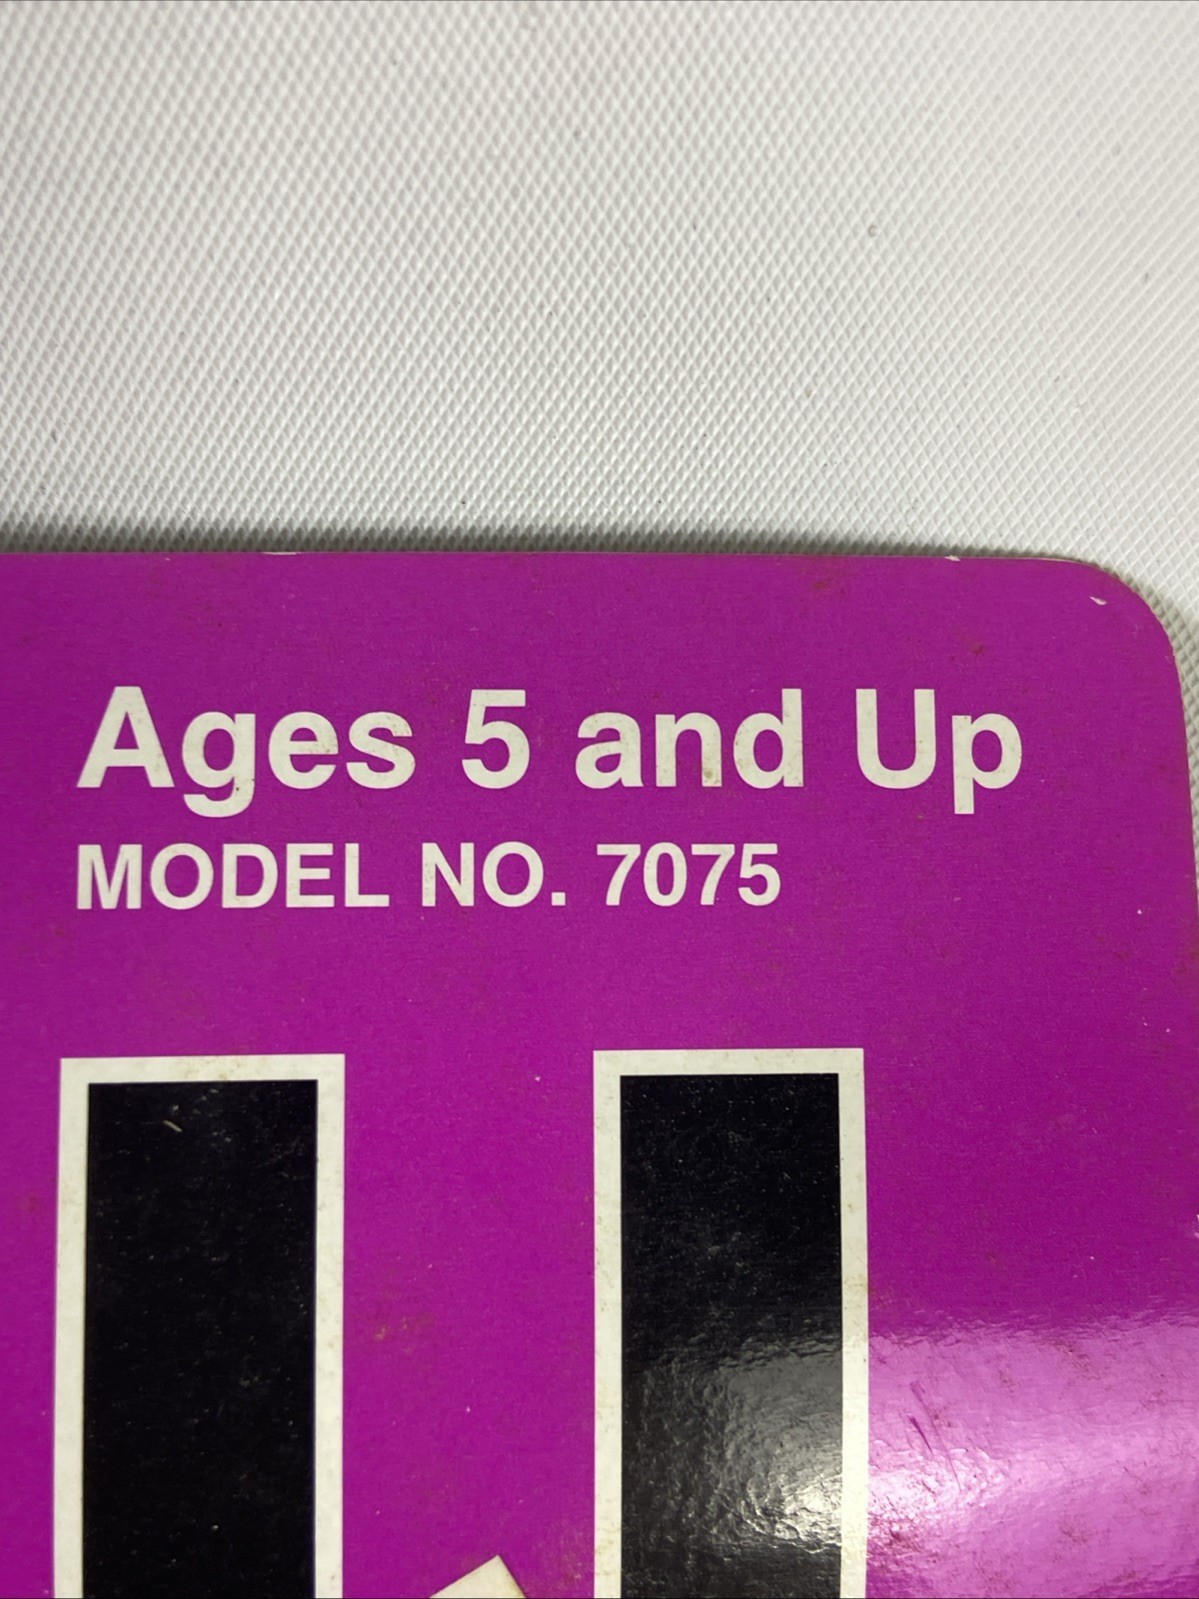 Ages 5 and Up
MODEL NO. 7075